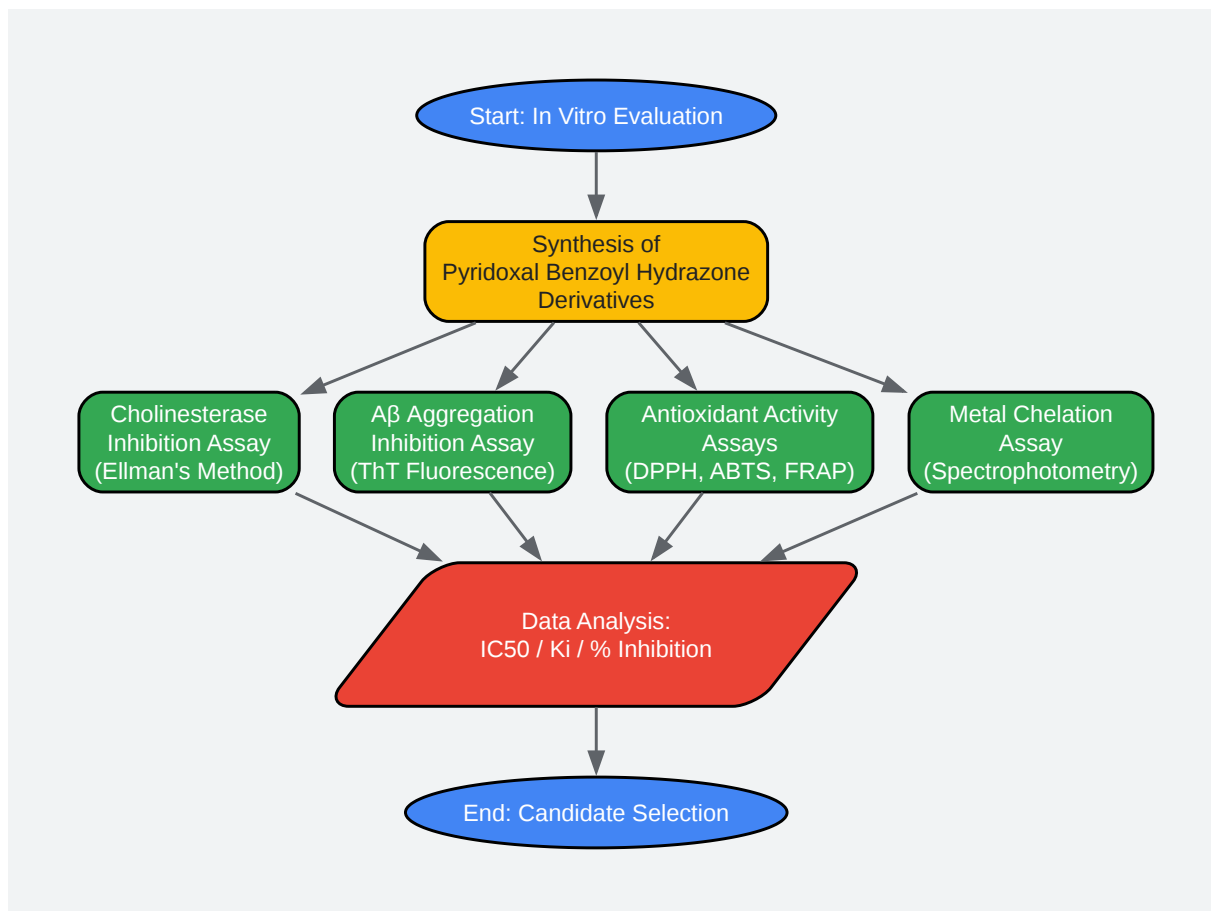 Start: In Vitro Evaluation
Synthesis of
Pyridoxal Benzoyl Hydrazone
Derivatives
Cholinesterase
Inhibition Assay
(Ellman's Method)
Aβ Aggregation
Inhibition Assay
(ThT Fluorescence)
Antioxidant Activity
Assays
(DPPH, ABTS, FRAP)
Metal Chelation
Assay
(Spectrophotometry)
Data Analysis:
IC50 / Ki / % Inhibition
End: Candidate Selection